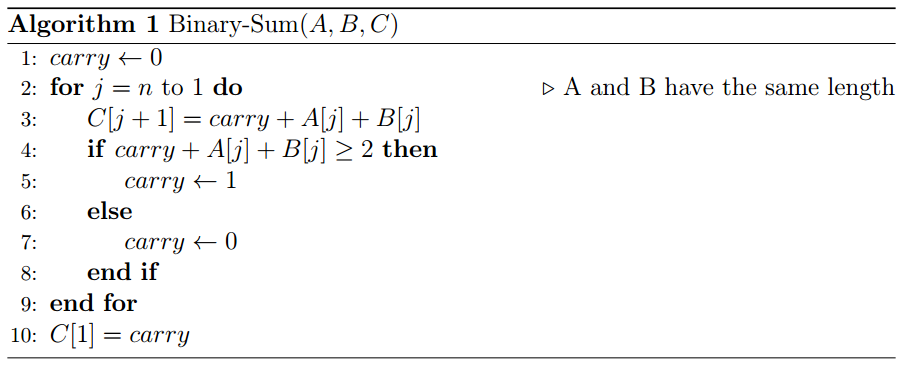 Algorithm 1 Binary-Sum(A, B, C)
1: carry ← 0
2: for j = n to 1 do ▷ A and B have the same length
3: C[j + 1] = carry + A[j] + B[j]
4: if carry + A[j] + B[j] ≥ 2 then
5: carry ← 1
6: else
7: carry ← 0
8: end if
9: end for
10: C[1] = carry